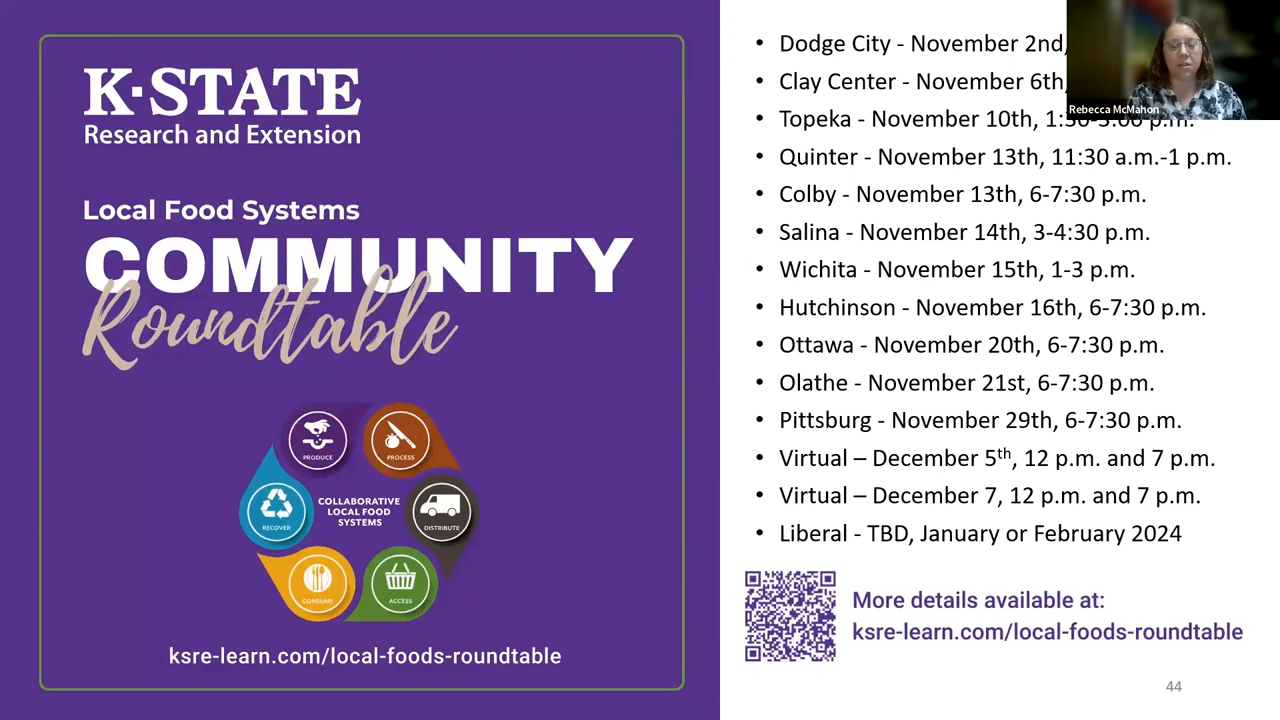 K·STATE
Research and Extension
Local Food Systems
COMMUNITY
Roundtable
PRODUCE
PROCESS
RECOVER
COLLABORATIVE
LOCAL FOOD
SYSTEMS
DISTRIBUTE
CONSUME
ACCESS
ksre-learn.com/local-foods-roundtable
• Dodge City - November 2nd,
• Clay Center - November 6th,
• Topeka - November 10th, 1:30-3:00 p.m.
• Quinter - November 13th, 11:30 a.m.-1 p.m.
• Colby - November 13th, 6-7:30 p.m.
• Salina - November 14th, 3-4:30 p.m.
• Wichita - November 15th, 1-3 p.m.
• Hutchinson - November 16th, 6-7:30 p.m.
• Ottawa - November 20th, 6-7:30 p.m.
• Olathe - November 21st, 6-7:30 p.m.
• Pittsburg - November 29th, 6-7:30 p.m.
• Virtual – December 5th, 12 p.m. and 7 p.m.
• Virtual – December 7, 12 p.m. and 7 p.m.
• Liberal - TBD, January or February 2024
More details available at:
ksre-learn.com/local-foods-roundtable
44
Rebecca McMahon